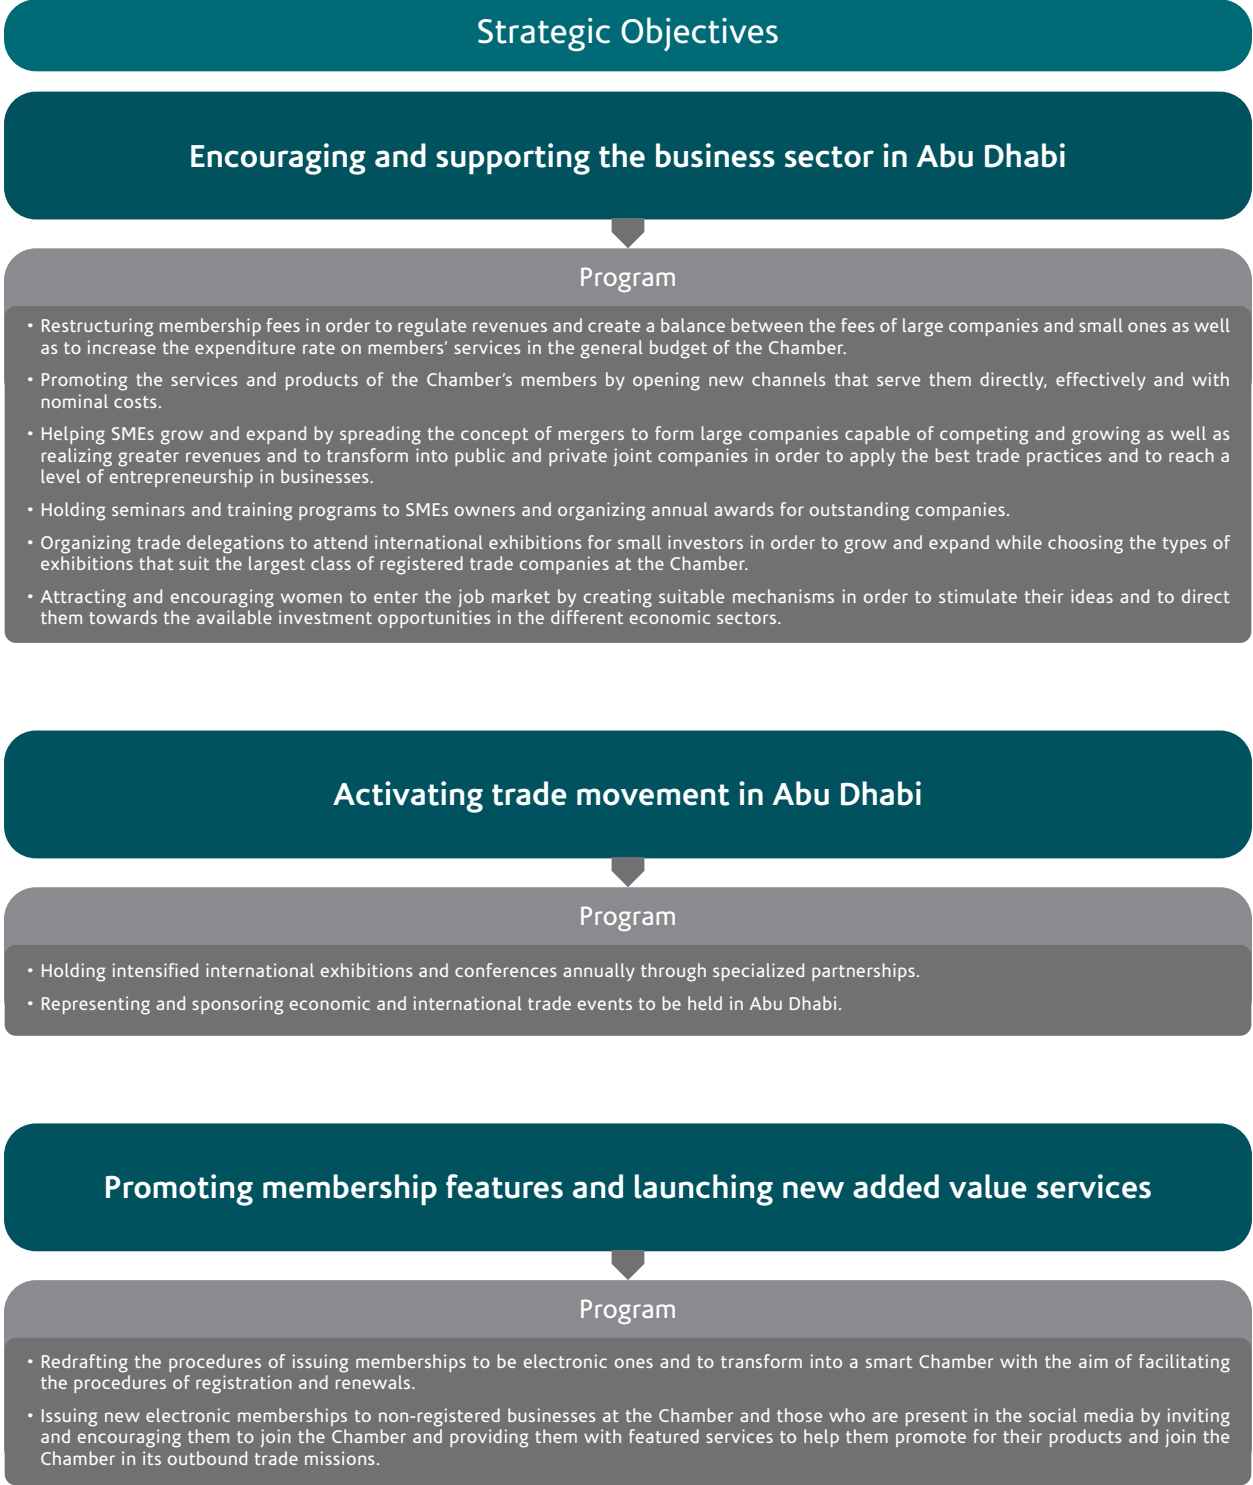 Strategic Objectives
Encouraging and supporting the business sector in Abu Dhabi
Program
• Restructuring membership fees in order to regulate revenues and create a balance between the fees of large companies and small ones as well
as to increase the expenditure rate on members’ services in the general budget of the Chamber.
• Promoting the services and products of the Chamber’s members by opening new channels that serve them directly, effectively and with
nominal costs.
• Helping SMEs grow and expand by spreading the concept of mergers to form large companies capable of competing and growing as well as
realizing greater revenues and to transform into public and private joint companies in order to apply the best trade practices and to reach a
level of entrepreneurship in businesses.
• Holding seminars and training programs to SMEs owners and organizing annual awards for outstanding companies.
• Organizing trade delegations to attend international exhibitions for small investors in order to grow and expand while choosing the types of
exhibitions that suit the largest class of registered trade companies at the Chamber.
• Attracting and encouraging women to enter the job market by creating suitable mechanisms in order to stimulate their ideas and to direct
them towards the available investment opportunities in the different economic sectors.
Activating trade movement in Abu Dhabi
Program
• Holding intensified international exhibitions and conferences annually through specialized partnerships.
• Representing and sponsoring economic and international trade events to be held in Abu Dhabi.
Promoting membership features and launching new added value services
Program
• Redrafting the procedures of issuing memberships to be electronic ones and to transform into a smart Chamber with the aim of facilitating
the procedures of registration and renewals.
• Issuing new electronic memberships to non-registered businesses at the Chamber and those who are present in the social media by inviting
and encouraging them to join the Chamber and providing them with featured services to help them promote for their products and join the
Chamber in its outbound trade missions.